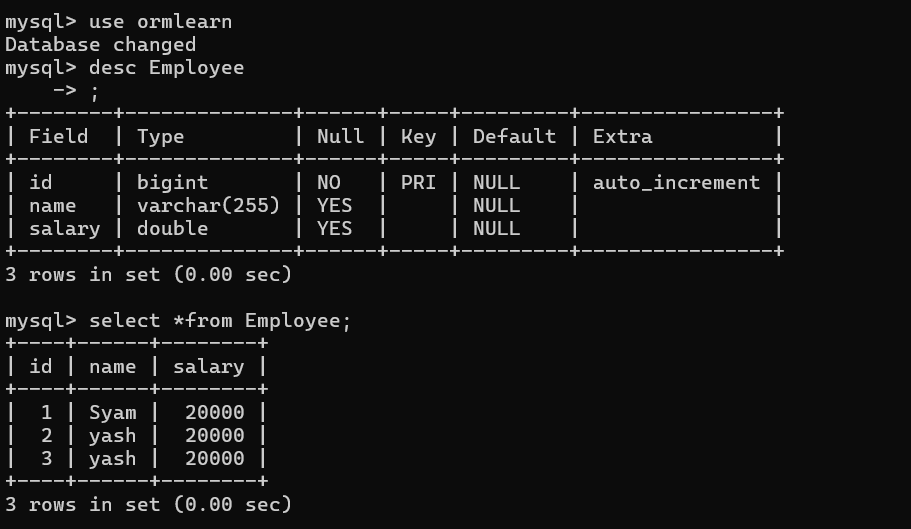 mysql> use ormlearn
Database changed
mysql> desc Employee
    -> ;
+--------+--------------+------+-----+---------+----------------+
| Field  | Type         | Null | Key | Default | Extra          |
+--------+--------------+------+-----+---------+----------------+
| id     | bigint       | NO   | PRI | NULL    | auto_increment |
| name   | varchar(255) | YES  |     | NULL    |                |
| salary | double       | YES  |     | NULL    |                |
+--------+--------------+------+-----+---------+----------------+
3 rows in set (0.00 sec)

mysql> select *from Employee;
+----+------+--------+
| id | name | salary |
+----+------+--------+
|  1 | Syam |  20000 |
|  2 | yash |  20000 |
|  3 | yash |  20000 |
+----+------+--------+
3 rows in set (0.00 sec)